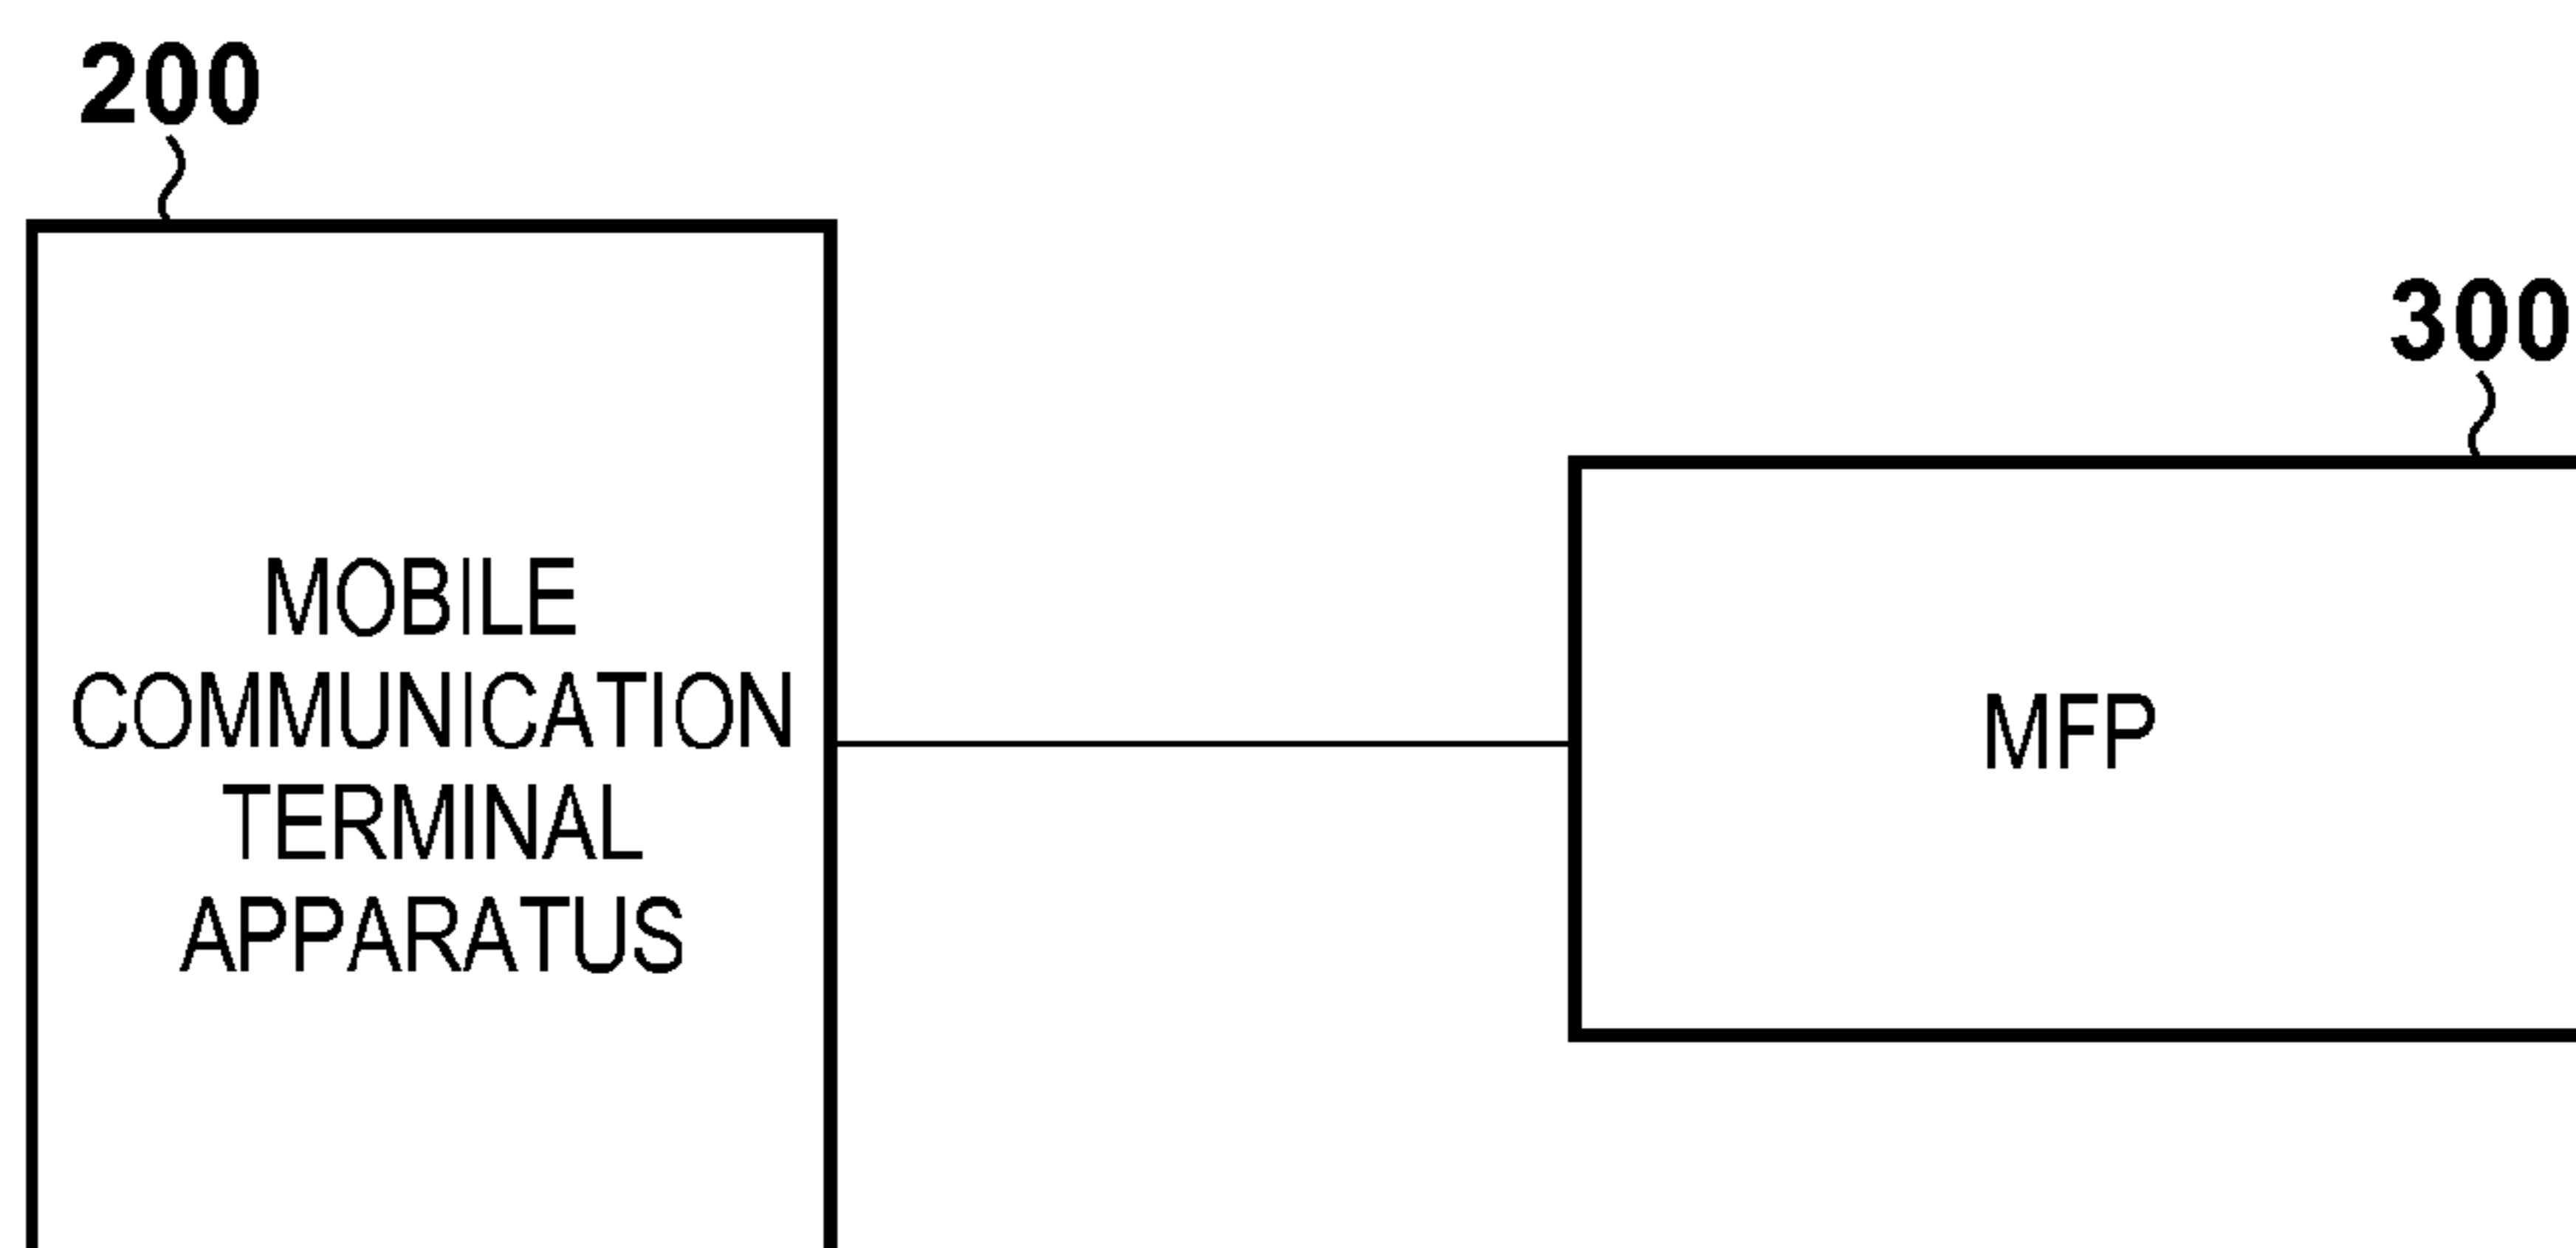 200
300
MOBILE
COMMUNICATION
TERMINAL
APPARATUS
MFP